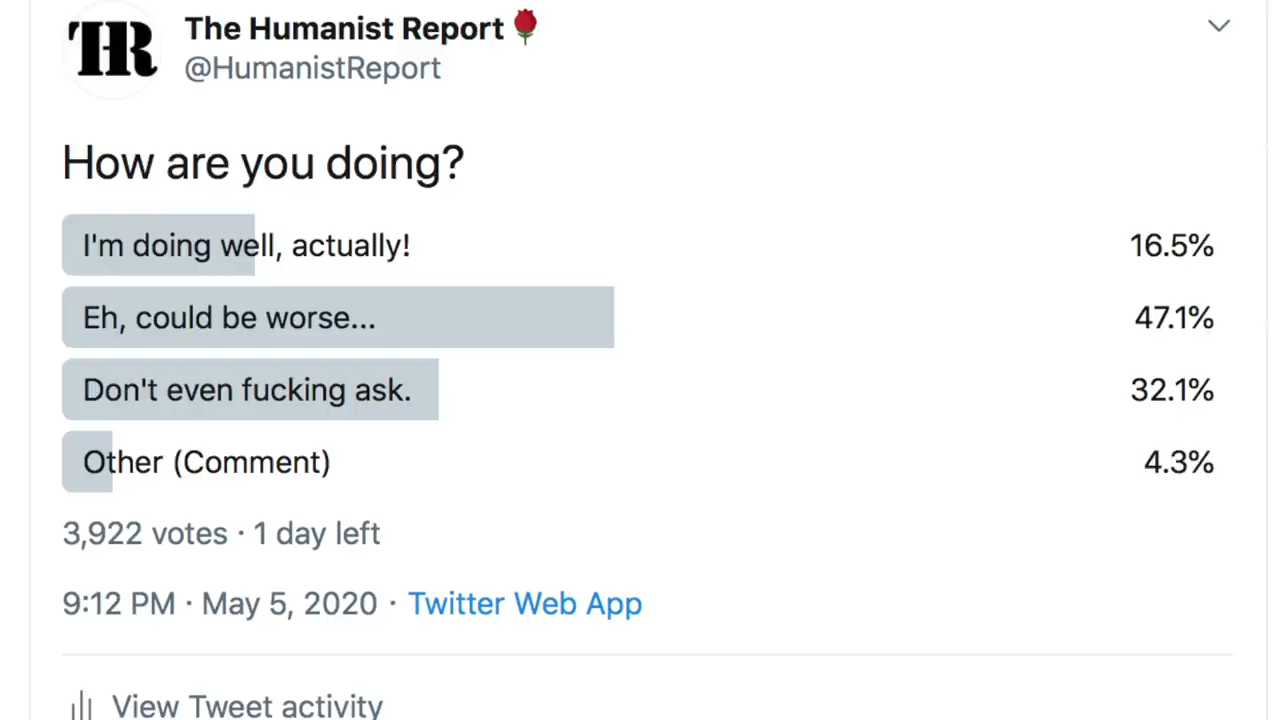 THR
The Humanist Report🌹
@HumanistReport
How are you doing?
I'm doing well, actually! 16.5%
Eh, could be worse... 47.1%
Don't even fucking ask. 32.1%
Other (Comment) 4.3%
3,922 votes · 1 day left
9:12 PM · May 5, 2020 · Twitter Web App
View Tweet activity